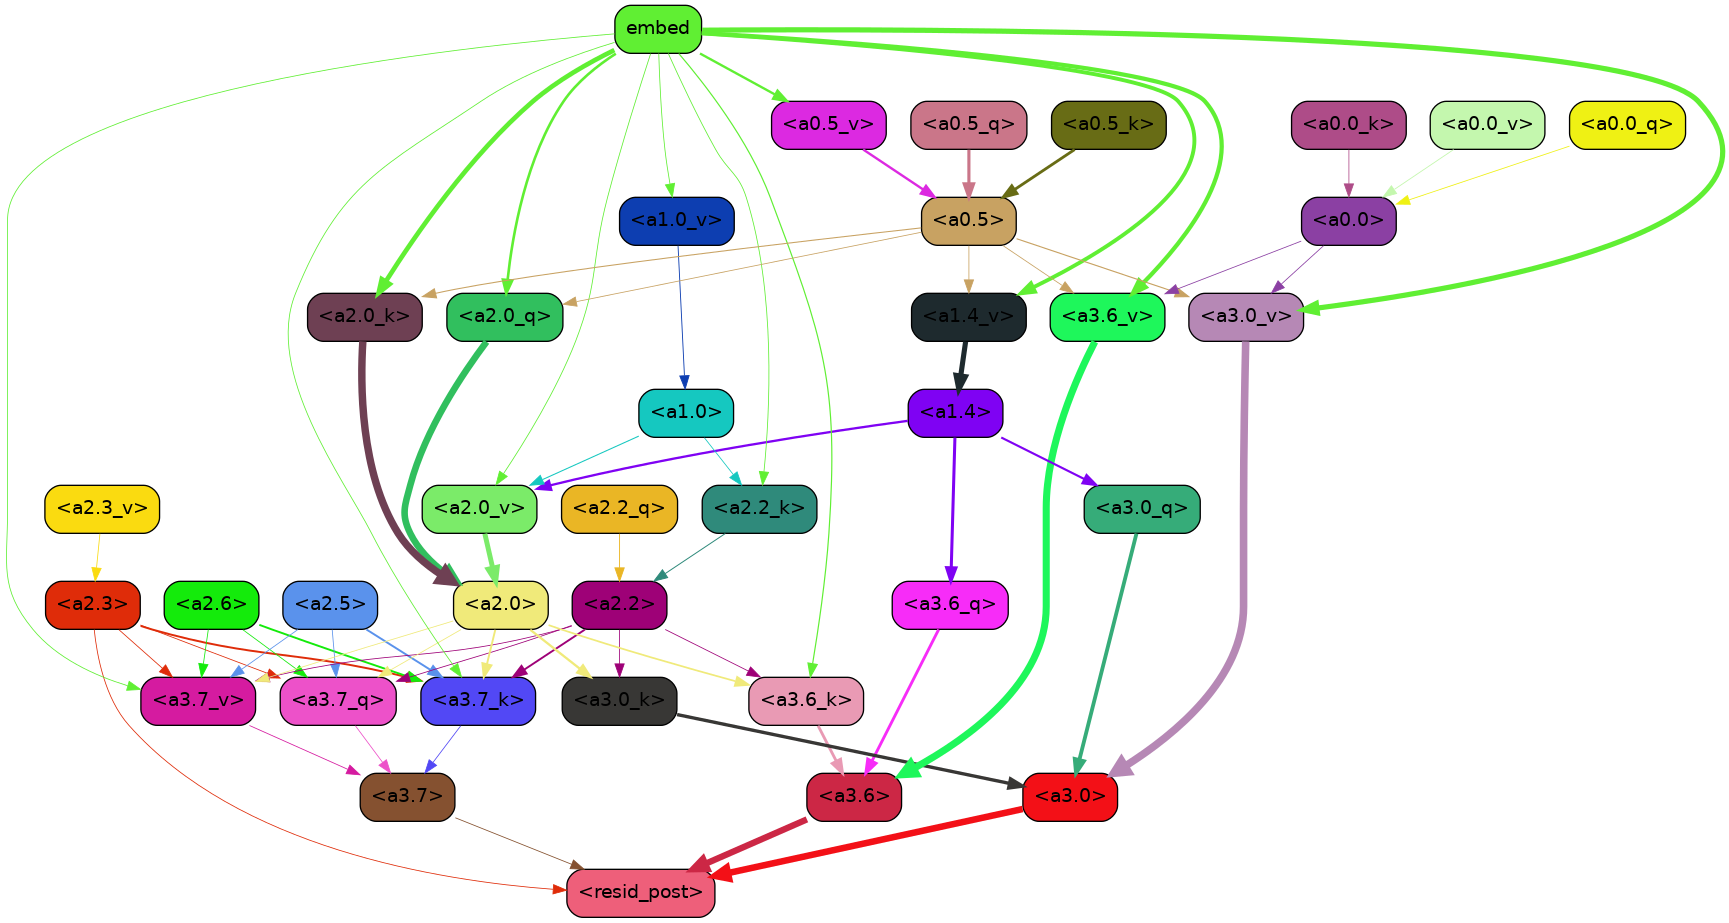 embed
<a0.5_v>
<a0.5_q>
<a0.5_k>
<a0.0_k>
<a0.0_v>
<a0.0_q>
<a1.0_v>
<a0.5>
<a0.0>
<a2.0_k>
<a2.0_q>
<a1.4_v>
<a3.6_v>
<a3.0_v>
<a1.0>
<a1.4>
<a2.3_v>
<a2.0_v>
<a2.2_q>
<a2.2_k>
<a3.0_q>
<a2.3>
<a2.6>
<a2.5>
<a2.0>
<a2.2>
<a3.6_q>
<a3.7_v>
<a3.7_q>
<a3.7_k>
<a3.0_k>
<a3.6_k>
<a3.7>
<a3.6>
<a3.0>
<resid_post>